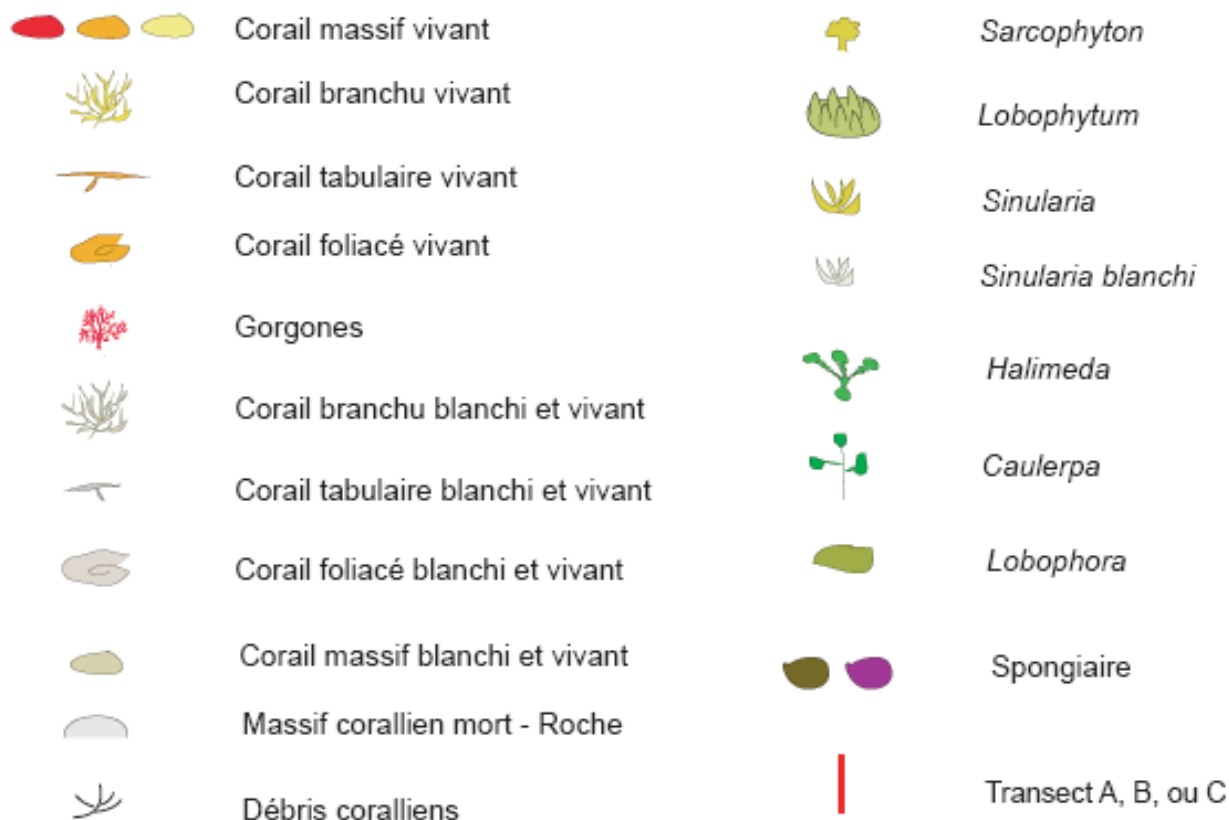 Corail massif vivant
Corail branchu vivant
Corail tabulaire vivant
Corail foliacé vivant
Gorgones
Corail branchu blanchi et vivant
Corail tabulaire blanchi et vivant
Corail foliacé blanchi et vivant
Corail massif blanchi et vivant
Massif corallien mort - Roche
Débris coralliens
Sarcophyton
Lobophytum
Sinularia
Sinularia blanchi
Halimeda
Caulerpa
Lobophora
Spongiaire
Transect A, B, ou C